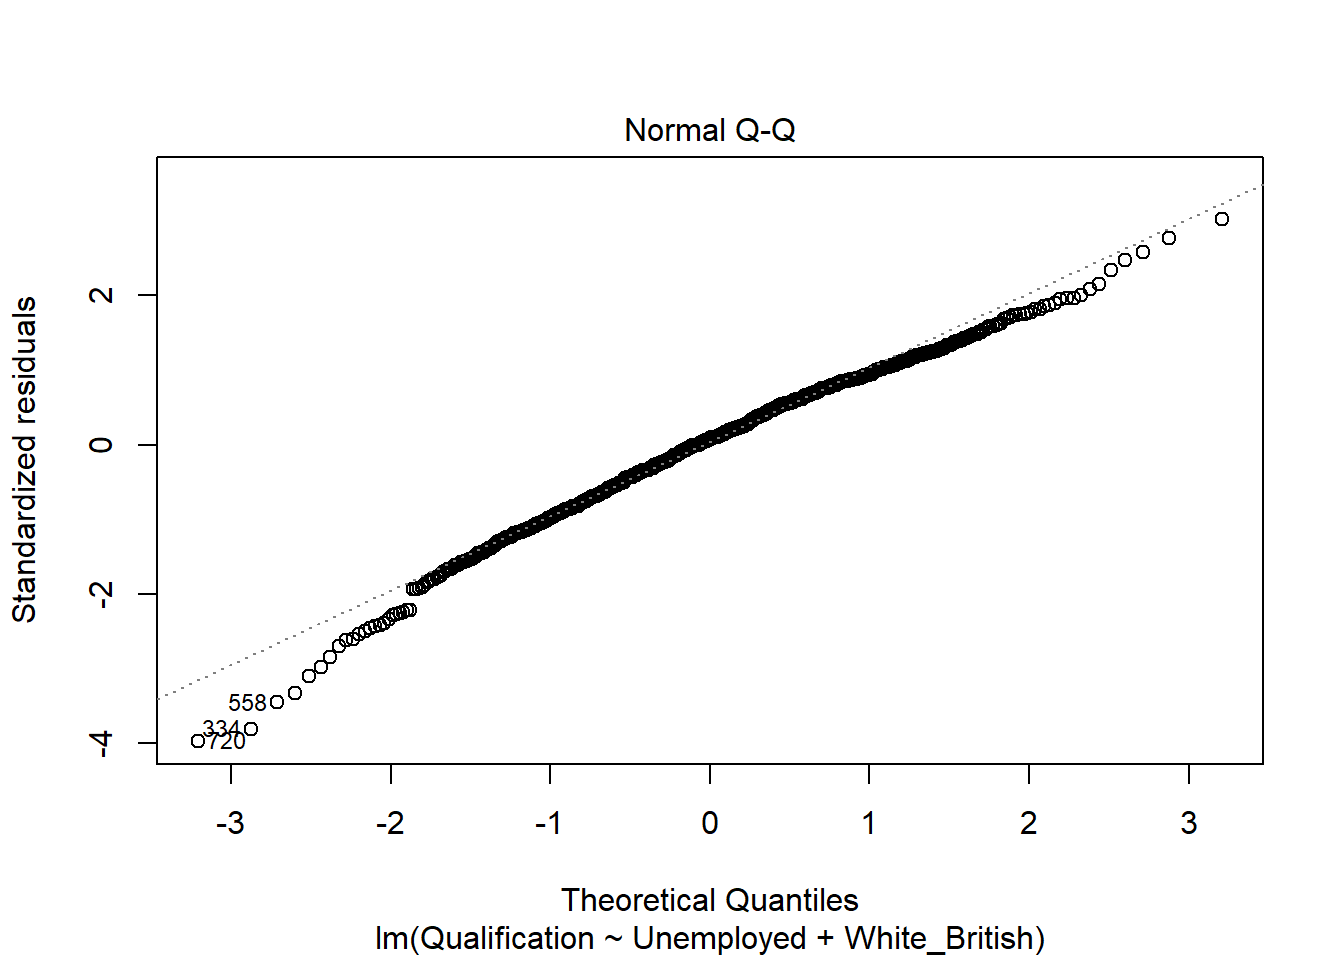 Normal Q-Q
Standardized residuals
2
0
-2
-4
558
334
720
-3 -2 -1 0 1 2 3
Theoretical Quantiles
lm(Qualification ~ Unemployed + White_British)